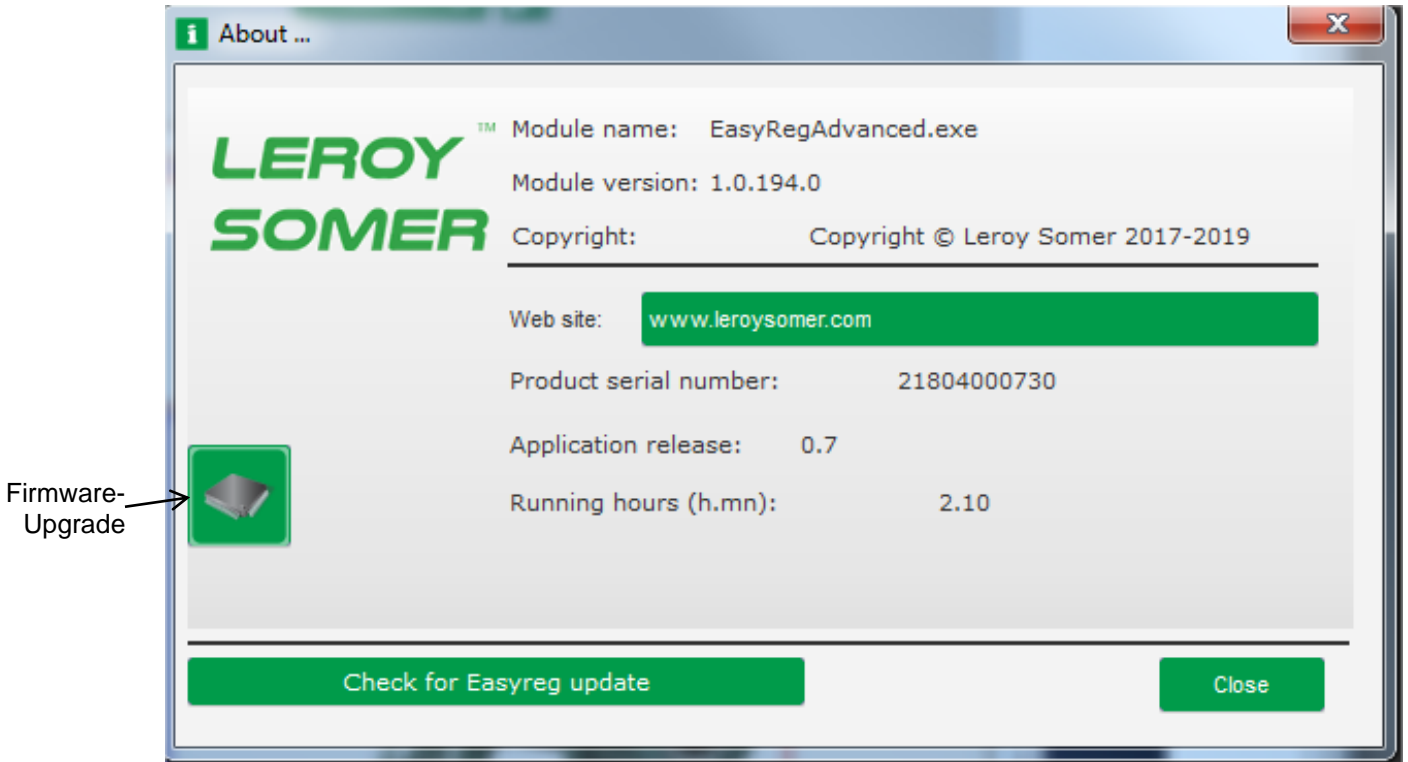 About ...
LEROY
SOMER
™
Module name: EasyRegAdvanced.exe
Module version: 1.0.194.0
Copyright: Copyright © Leroy Somer 2017-2019
Web site: www.leroysomer.com
Product serial number: 21804000730
Application release: 0.7
Running hours (h.mn): 2.10
Firmware-
Upgrade
Check for Easyreg update
Close